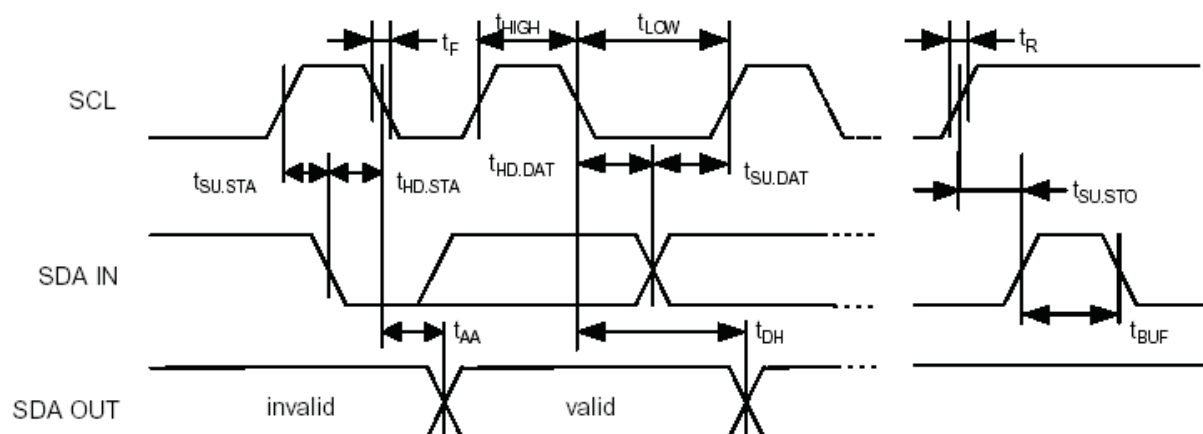 tHIGH
tLOW
tF
tR
SCL
tSU.STA
tHD.STA
tHD.DAT
tSU.DAT
tSU.STO
SDA IN
tAA
tDH
tBUF
SDA OUT
invalid
valid